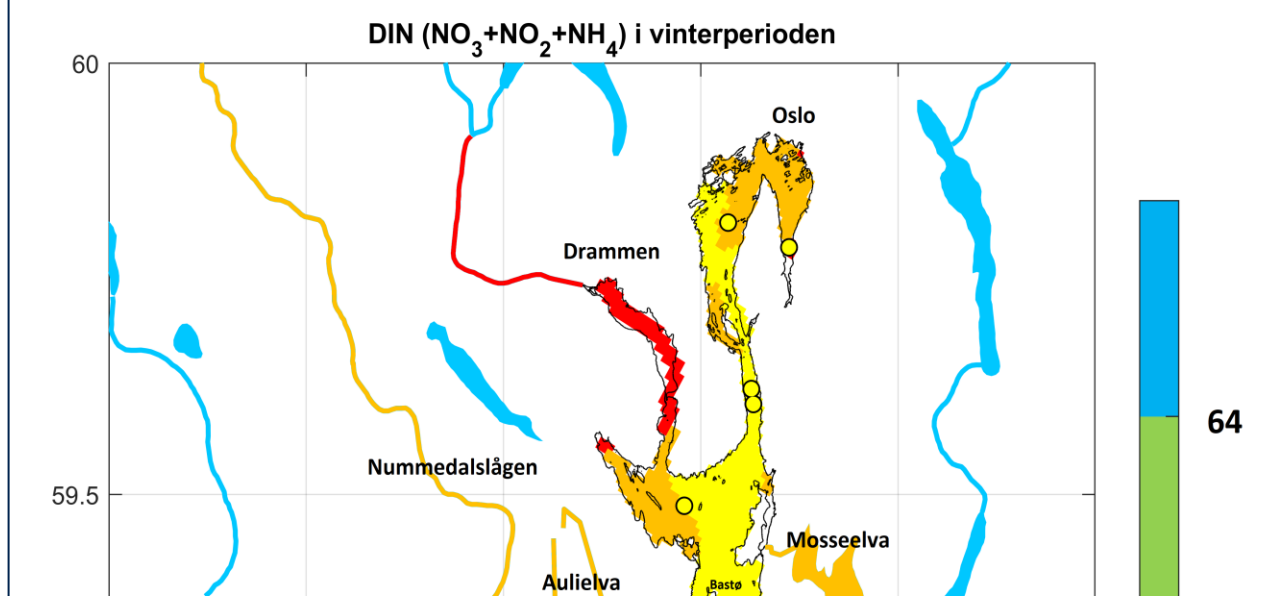 DIN (NO3+NO2+NH4) i vinterperioden
60
Oslo
Drammen
64
Nummedalslågen
59.5
Mosseelva
Aulielva
Bastø